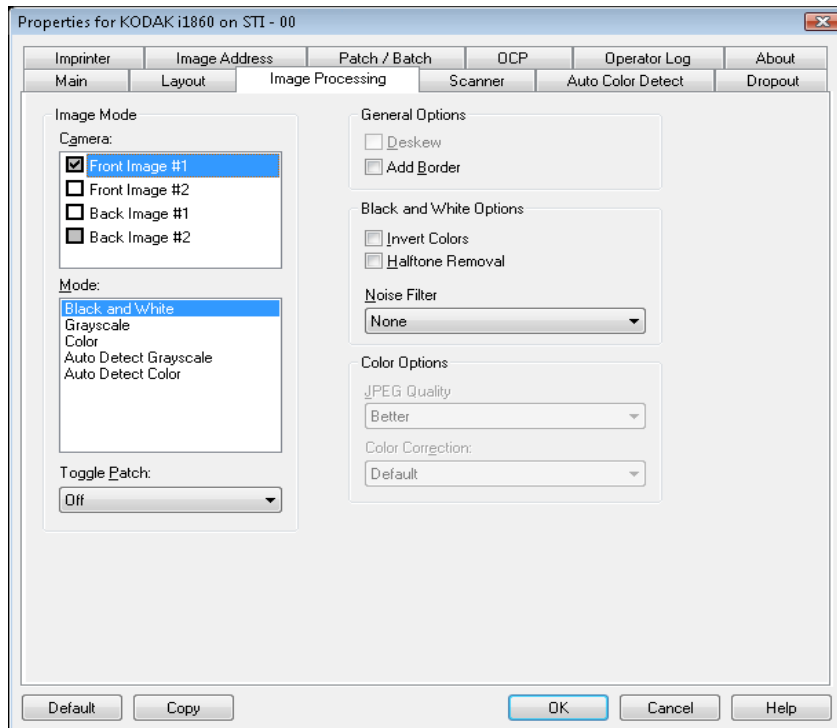 Properties for KODAK i1860 on STI - 00
Imprinter
Image Address
Patch / Batch
OCP
Operator Log
About
Main
Layout
Image Processing
Scanner
Auto Color Detect
Dropout
Image Mode
Camera:
Front Image #1
Front Image #2
Back Image #1
Back Image #2
Mode:
Black and White
Grayscale
Color
Auto Detect Grayscale
Auto Detect Color
Toggle Patch:
Off
General Options
Deskew
Add Border
Black and White Options
Invert Colors
Halftone Removal
Noise Filter
None
Color Options
JPEG Quality
Better
Color Correction:
Default
Default
Copy
OK
Cancel
Help